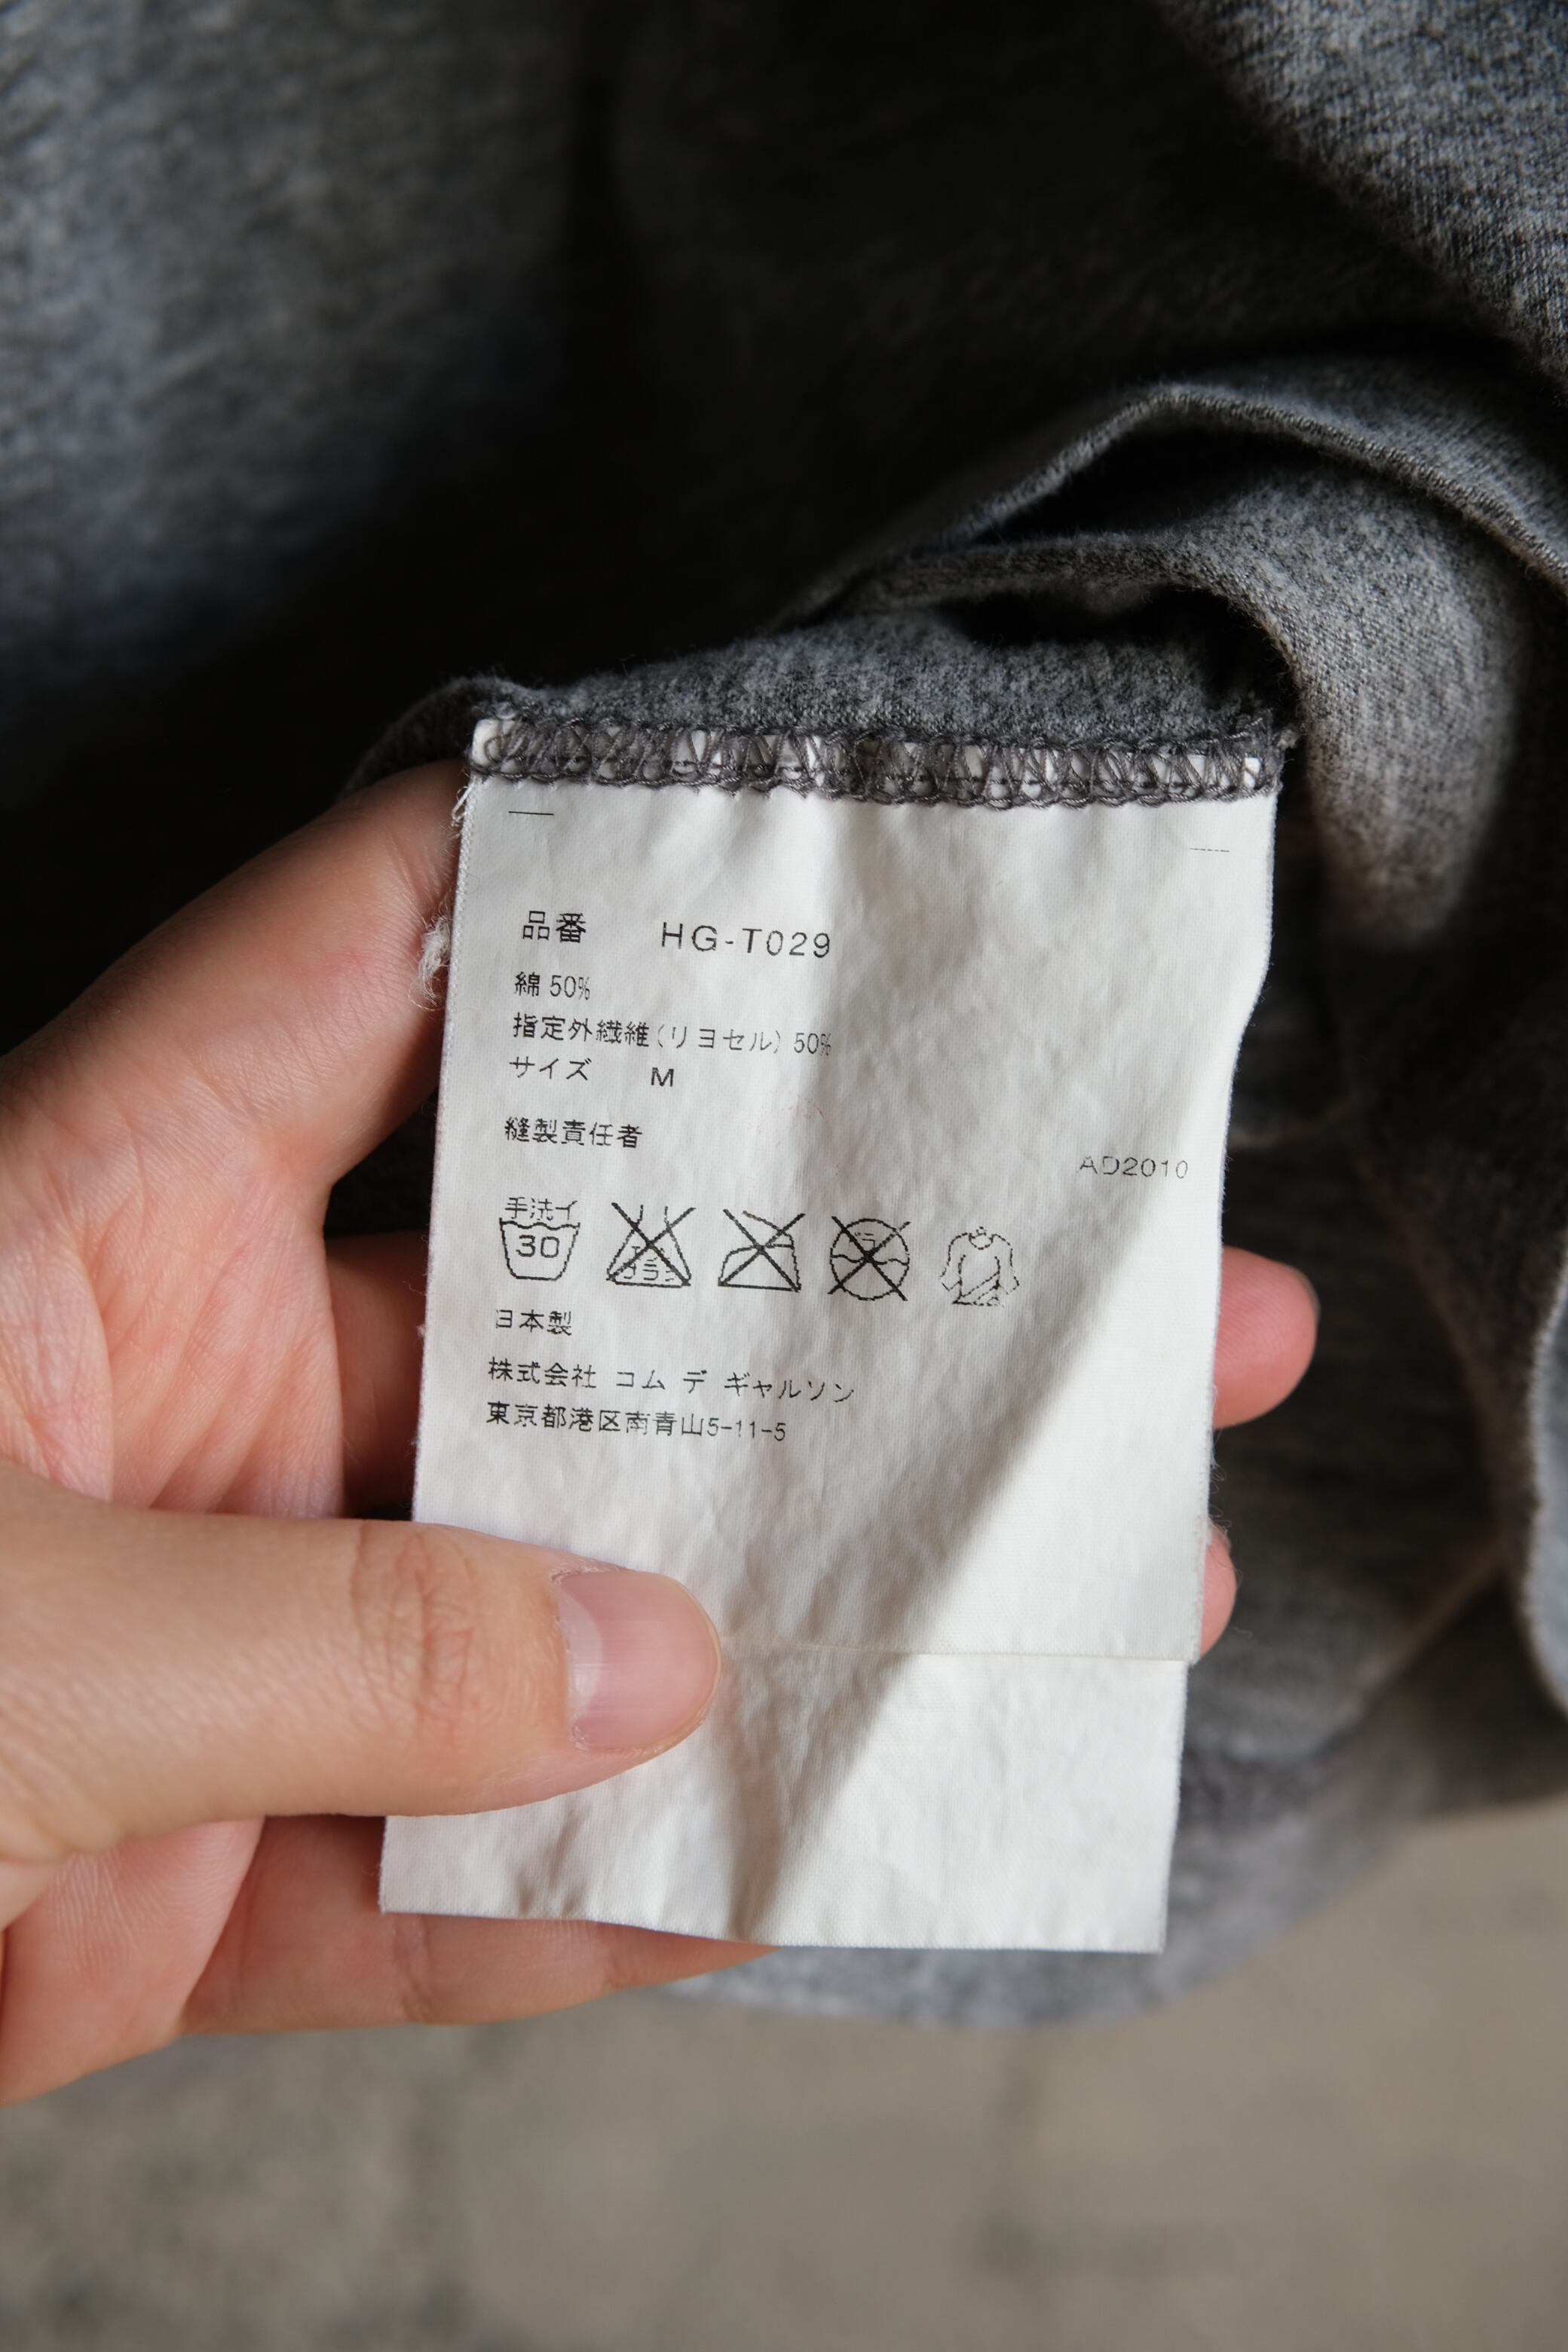 品番 HG-T029
綿 50%
指定外繊維(リヨセル) 50%
サイズ M
縫製責任者
AD2010
手洗イ
30
日本製
株式会社 コム デ ギャルソン
東京都港区南青山5-11-5